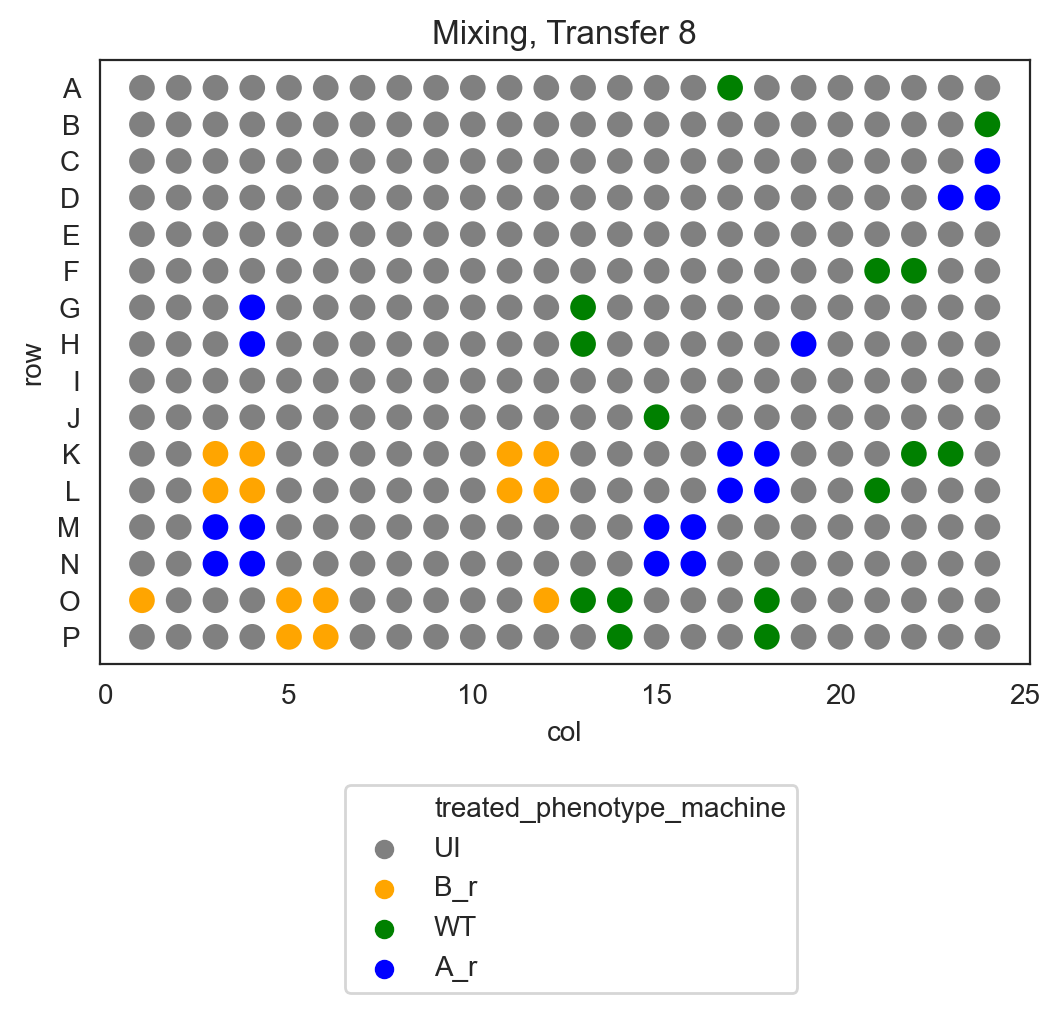 Mixing, Transfer 8
A
B
C
D
E
F
G
H
I
J
K
L
M
N
O
P
row
0 5 10 15 20 25
col
treated_phenotype_machine
UI
B_r
WT
A_r